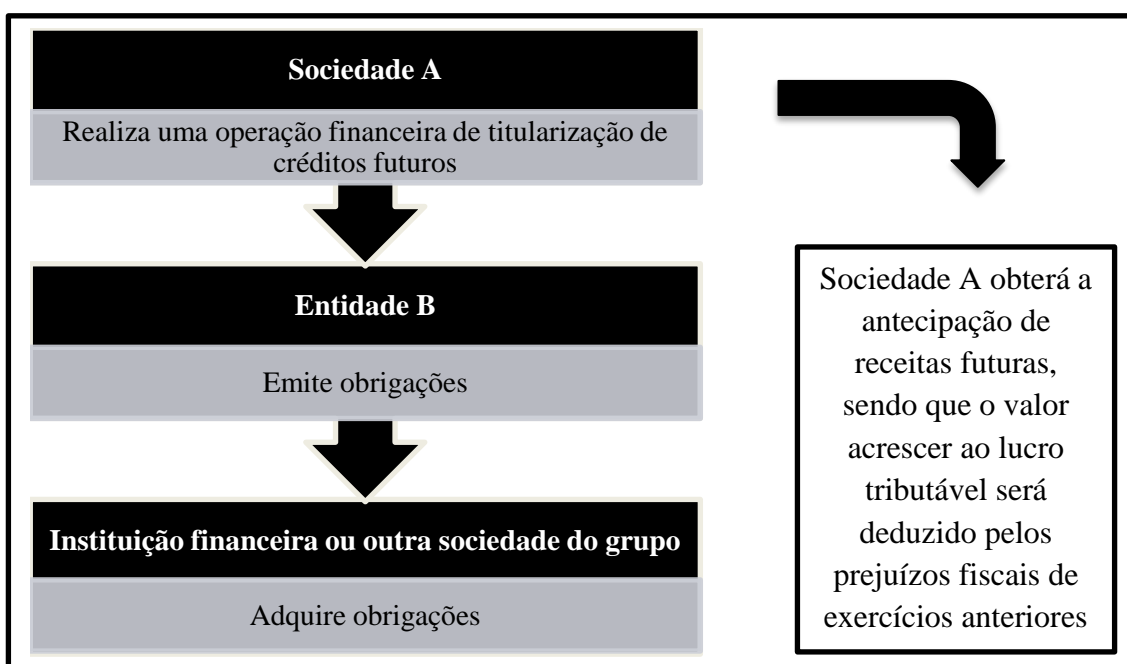 Sociedade A
Realiza uma operação financeira de titularização de
créditos futuros
Entidade B
Emite obrigações
Instituição financeira ou outra sociedade do grupo
Adquire obrigações
Sociedade A obterá a
antecipação de
receitas futuras,
sendo que o valor
acrescer ao lucro
tributável será
deduzido pelos
prejuízos fiscais de
exercícios anteriores